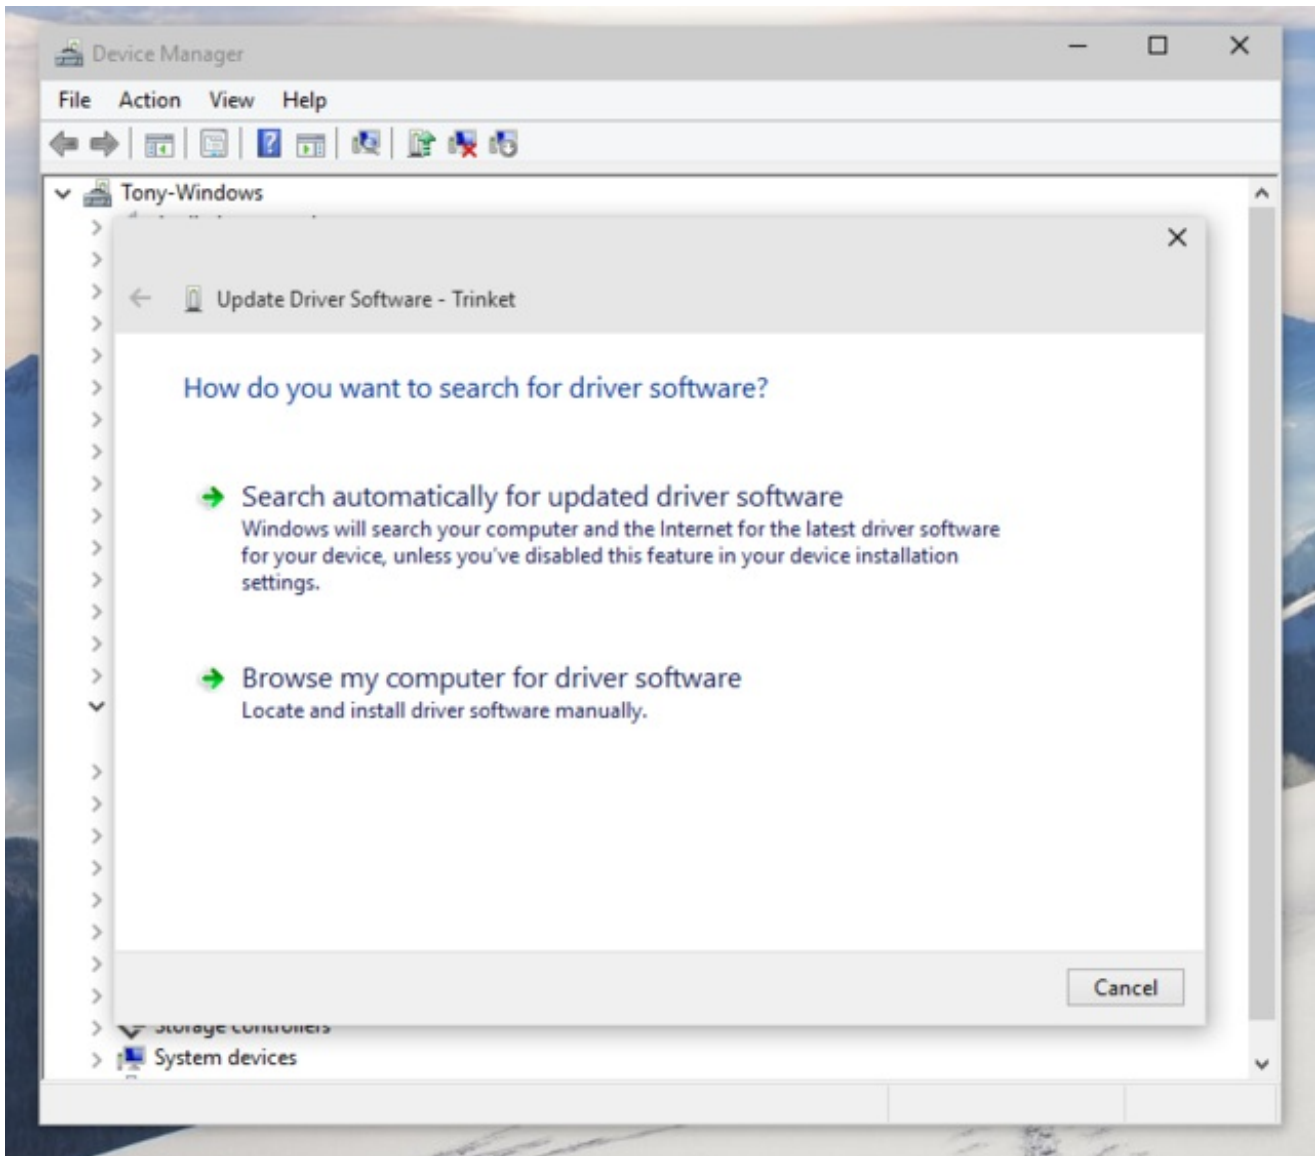 Device Manager
File Action View Help
Tony-Windows
Update Driver Software - Trinket
How do you want to search for driver software?
Search automatically for updated driver software
Windows will search your computer and the Internet for the latest driver software
for your device, unless you've disabled this feature in your device installation
settings.
Browse my computer for driver software
Locate and install driver software manually.
Cancel
Storage controllers
System devices